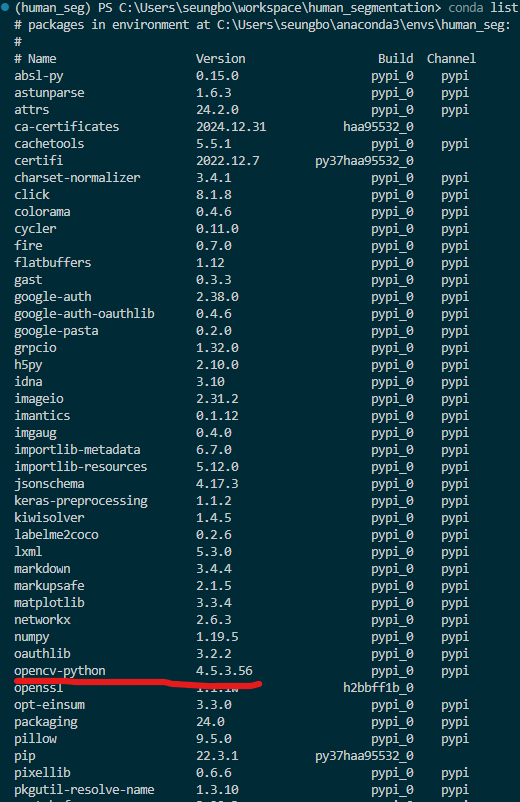 (human_seg) PS C:\Users\seungbo\workspace\human_segmentation> conda list
# packages in environment at C:\Users\seungbo\anaconda3\envs\human_seg:
#
# Name Version Build Channel
absl-py 0.15.0 pypi_0 pypi
astunparse 1.6.3 pypi_0 pypi
attrs 24.2.0 pypi_0 pypi
ca-certificates 2024.12.31 haa95532_0
cachetools 5.5.1 pypi_0 pypi
certifi 2022.12.7 py37haa95532_0
charset-normalizer 3.4.1 pypi_0 pypi
click 8.1.8 pypi_0 pypi
colorama 0.4.6 pypi_0 pypi
cycler 0.11.0 pypi_0 pypi
fire 0.7.0 pypi_0 pypi
flatbuffers 1.12 pypi_0 pypi
gast 0.3.3 pypi_0 pypi
google-auth 2.38.0 pypi_0 pypi
google-auth-oauthlib 0.4.6 pypi_0 pypi
google-pasta 0.2.0 pypi_0 pypi
grpcio 1.32.0 pypi_0 pypi
h5py 2.10.0 pypi_0 pypi
idna 3.10 pypi_0 pypi
imageio 2.31.2 pypi_0 pypi
imantics 0.1.12 pypi_0 pypi
imgaug 0.4.0 pypi_0 pypi
importlib-metadata 6.7.0 pypi_0 pypi
importlib-resources 5.12.0 pypi_0 pypi
jsonschema 4.17.3 pypi_0 pypi
keras-preprocessing 1.1.2 pypi_0 pypi
kiwisolver 1.4.5 pypi_0 pypi
labelme2coco 0.2.6 pypi_0 pypi
lxml 5.3.0 pypi_0 pypi
markdown 3.4.4 pypi_0 pypi
markupsafe 2.1.5 pypi_0 pypi
matplotlib 3.3.4 pypi_0 pypi
networkx 2.6.3 pypi_0 pypi
numpy 1.19.5 pypi_0 pypi
oauthlib 3.2.2 pypi_0 pypi
opencv-python 4.5.3.56 pypi_0 pypi
openssl h2bbff1b_0
opt-einsum 3.3.0 pypi_0 pypi
packaging 24.0 pypi_0 pypi
pillow 9.5.0 pypi_0 pypi
pip 22.3.1 py37haa95532_0
pixellib 0.6.6 pypi_0 pypi
pkgutil-resolve-name 1.3.10 pypi_0 pypi